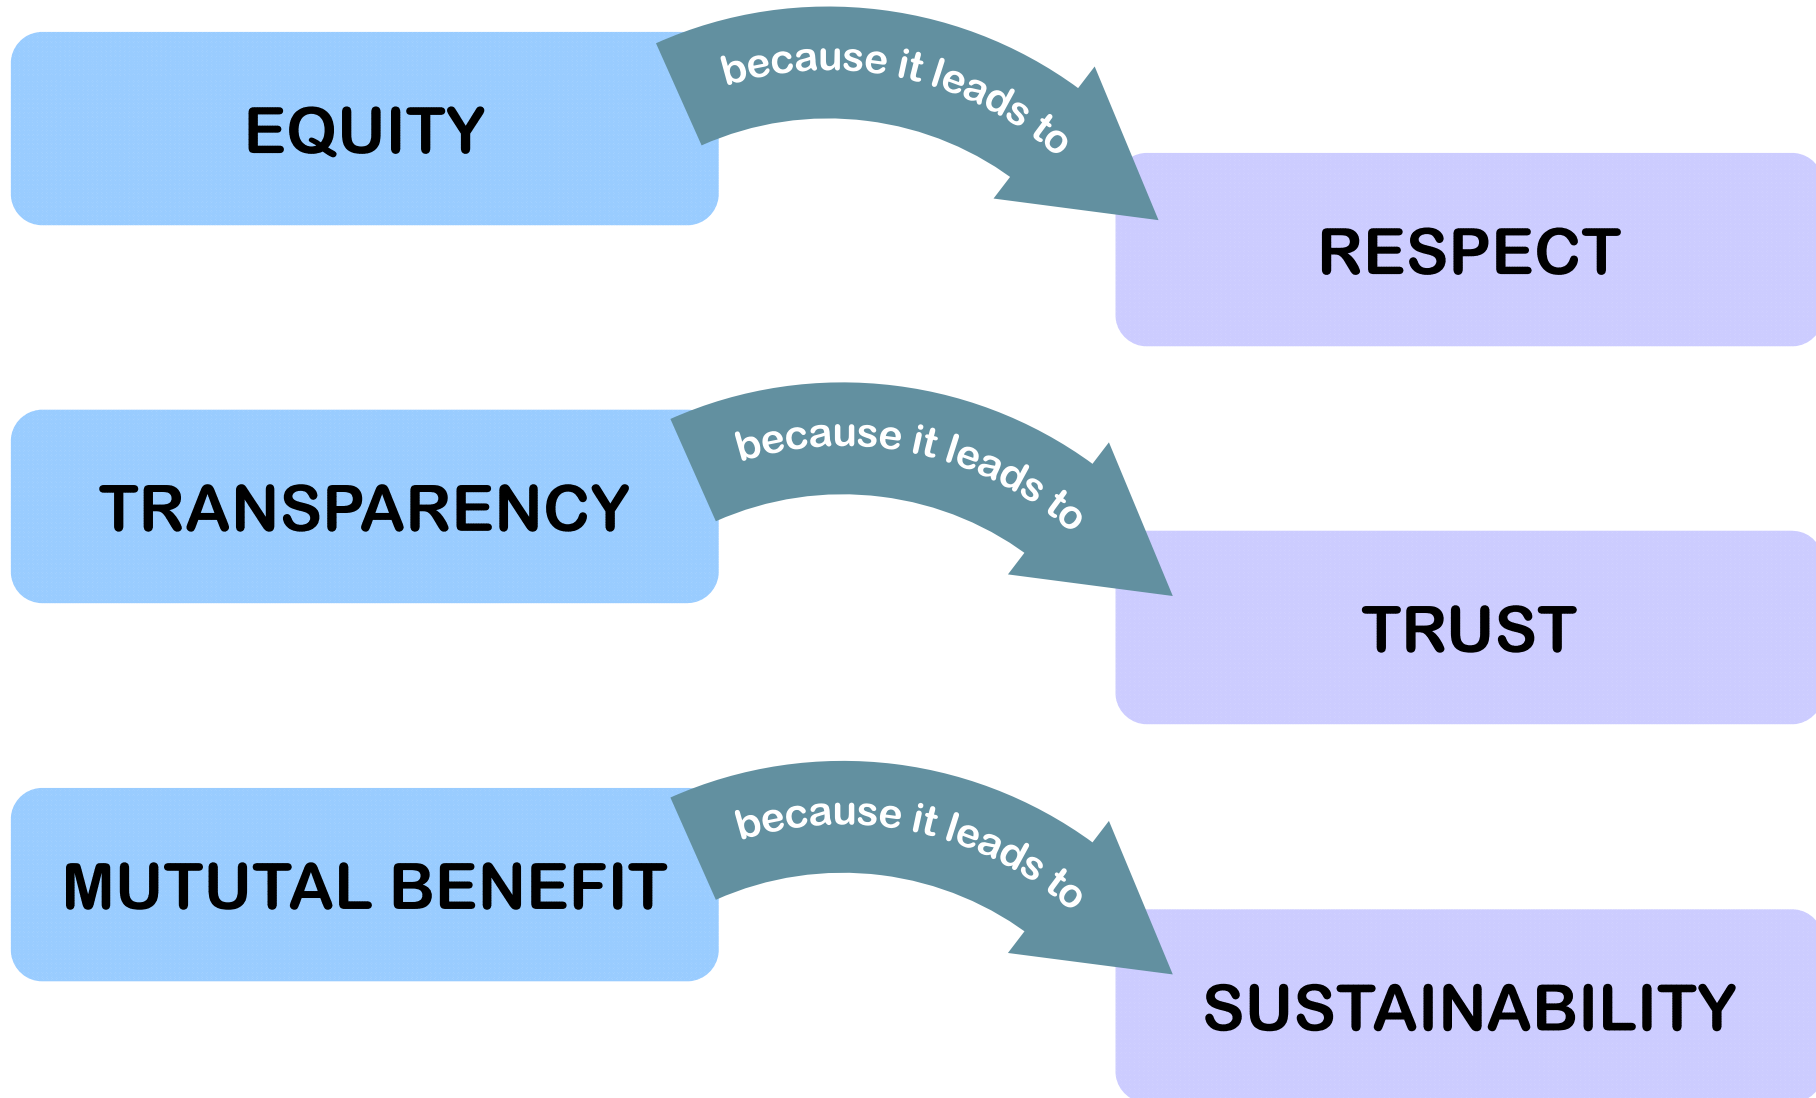 EQUITY
because it leads to
RESPECT
TRANSPARENCY
because it leads to
TRUST
MUTUTAL BENEFIT
because it leads to
SUSTAINABILITY